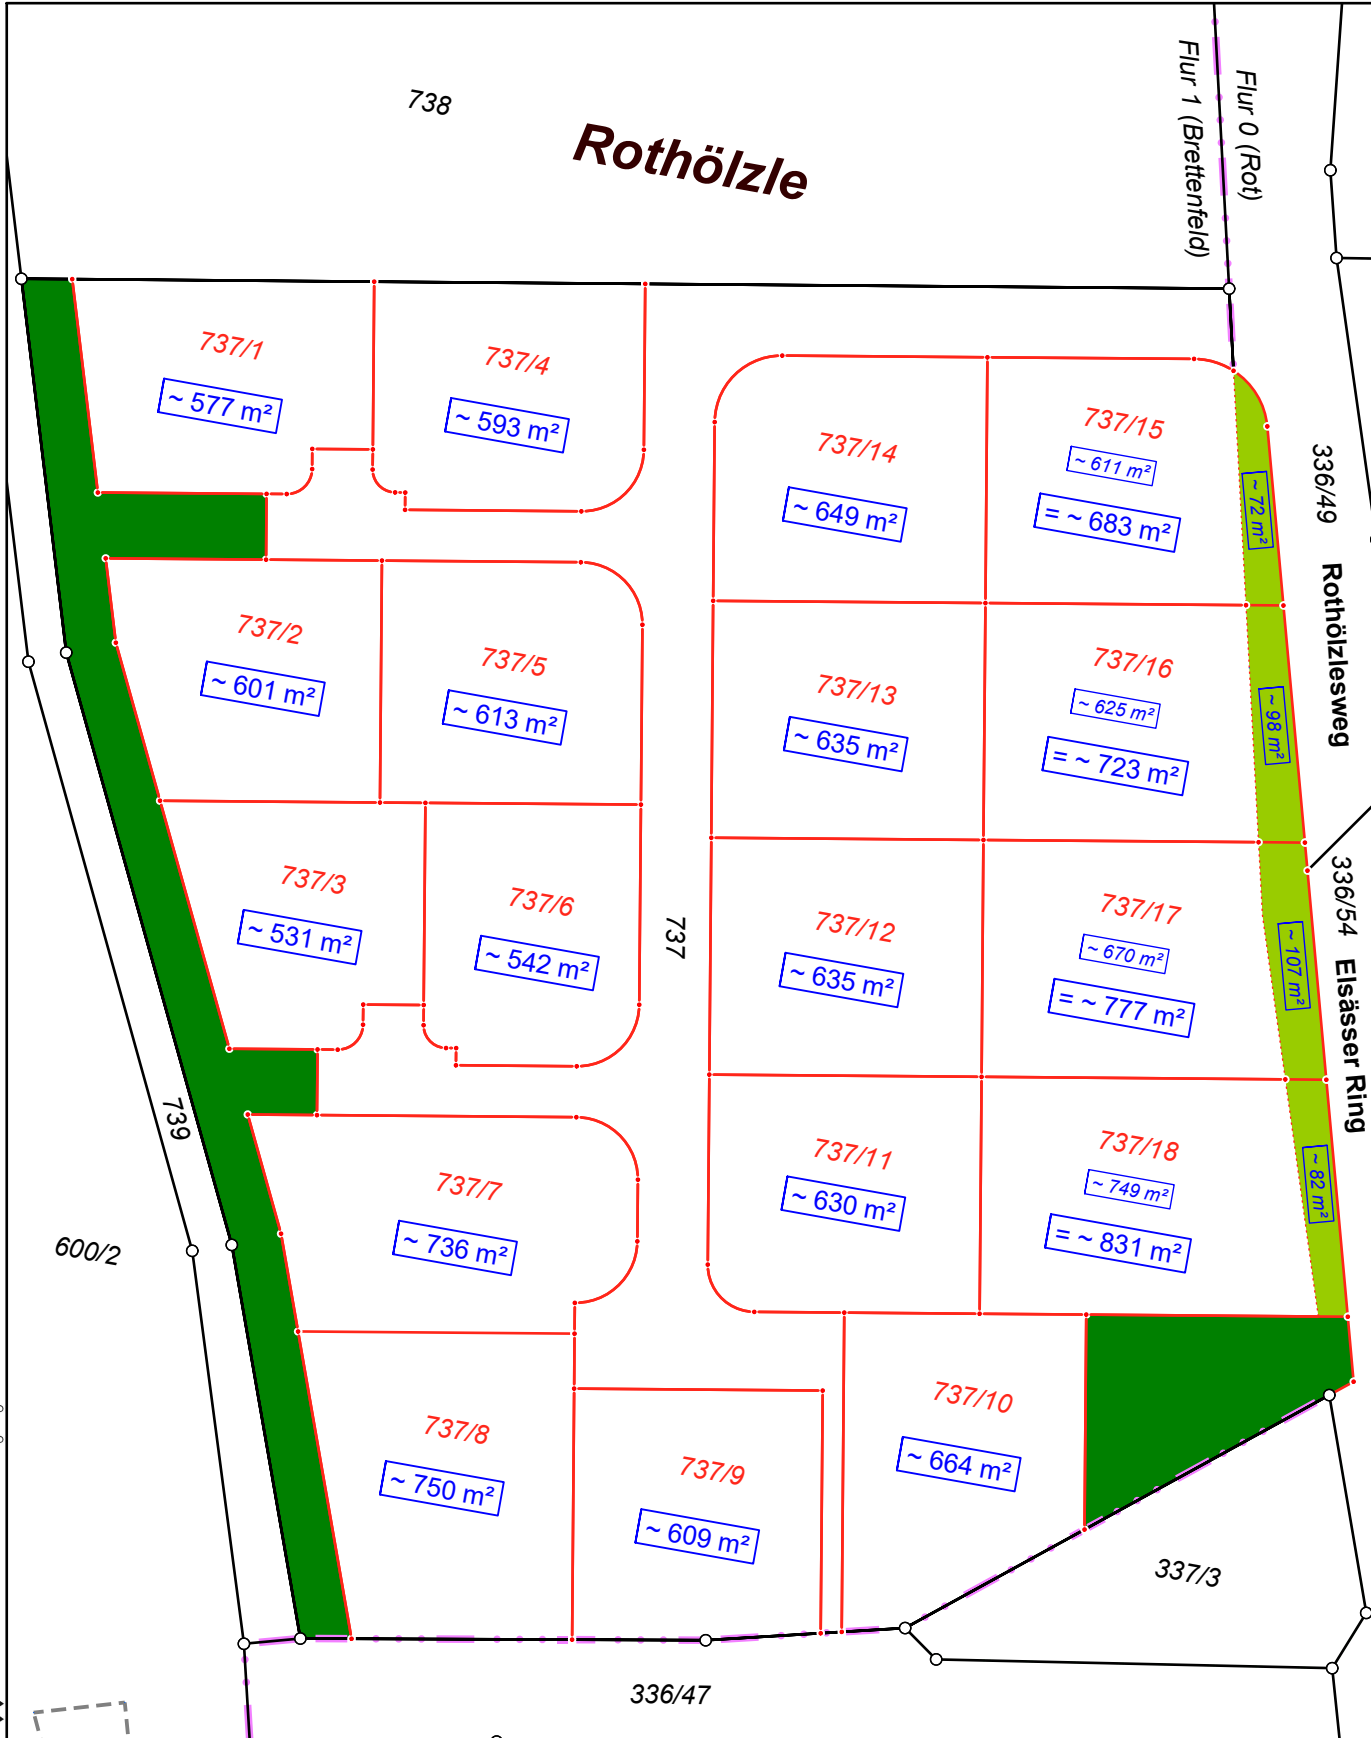 738
Rothölzle
Flur 0 (Rot)
Flur 1 (Brettenfeld)
737/1
~ 577 m²
737/4
~ 593 m²
737/14
~ 649 m²
737/15
~ 611 m²
= ~ 683 m²
~ 72 m²
336/49 Rothölzlesweg
737/2
~ 601 m²
737/5
~ 613 m²
737/13
~ 635 m²
737/16
~ 625 m²
= ~ 723 m²
~ 98 m²
737/3
~ 531 m²
737/6
~ 542 m²
737
737/12
~ 635 m²
737/17
~ 670 m²
= ~ 777 m²
~ 107 m²
336/54 Elsässer Ring
739
737/7
~ 736 m²
737/11
~ 630 m²
737/18
~ 749 m²
= ~ 831 m²
~ 82 m²
600/2
737/8
~ 750 m²
737/9
~ 609 m²
737/10
~ 664 m²
337/3
336/47